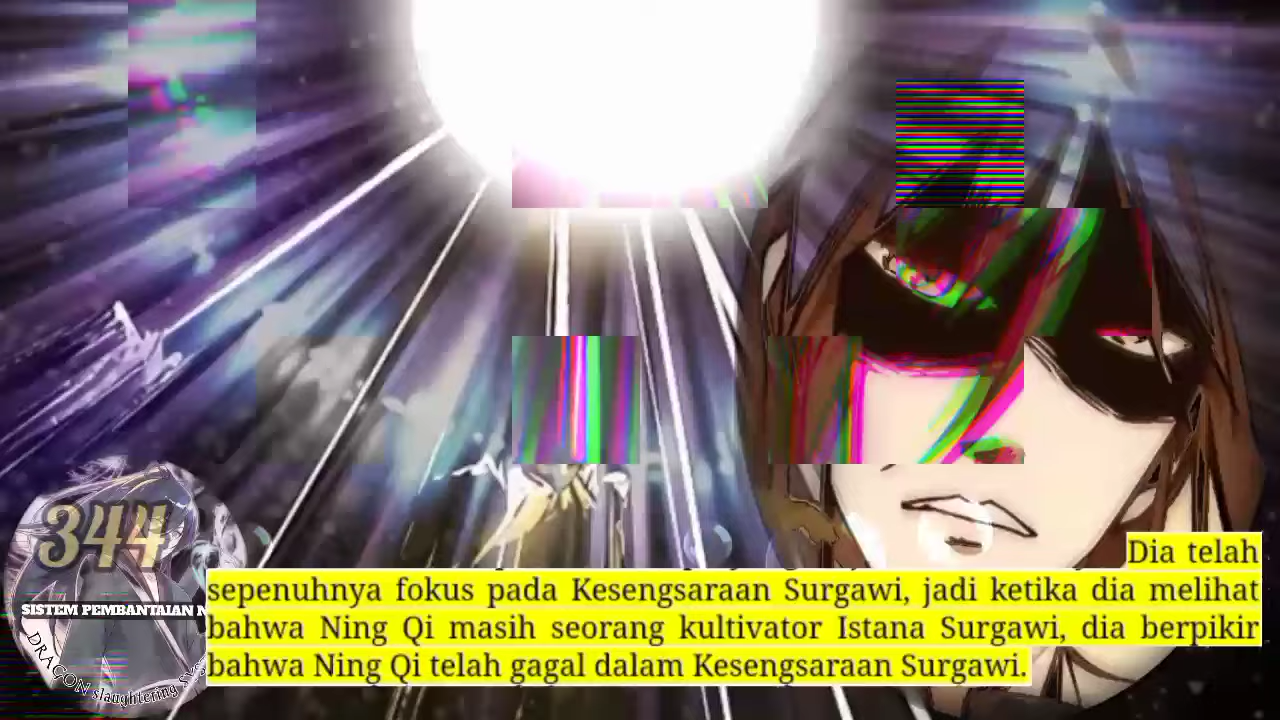 344
SISTEM PEMBANTAIAN N
DRAGON slaughtering
Dia telah
sepenuhnya fokus pada Kesengsaraan Surgawi, jadi ketika dia melihat
bahwa Ning Qi masih seorang kultivator Istana Surgawi, dia berpikir
bahwa Ning Qi telah gagal dalam Kesengsaraan Surgawi.